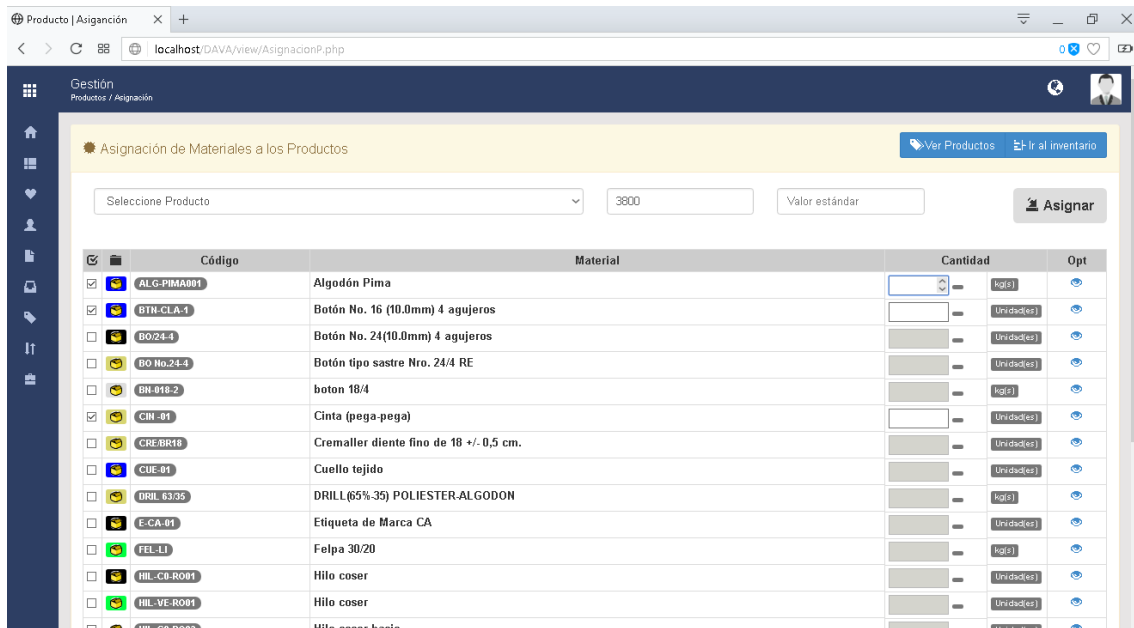 Producto | Asiganción
localhost/DAVA/view/AsignacionP.php
0
Gestión
Productos / Asignación
Asignación de Materiales a los Productos
Ver Productos
Ir al inventario
Seleccione Producto
3800
Valor estándar
Asignar
Código Material Cantidad Opt
ALG-PIMA001 Algodón Pima kg(s)
BTN-CLA-1 Botón No. 16 (10.0mm) 4 agujeros Unidad(es)
BO/24-4 Botón No. 24(10.0mm) 4 agujeros Unidad(es)
BO No.24-4 Botón tipo sastre Nro. 24/4 RE Unidad(es)
BN-018-2 boton 18/4 kg(s)
CIN -01 Cinta (pega-pega) Unidad(es)
CRE/BR18 Cremaller diente fino de 18 +/- 0,5 cm. Unidad(es)
CUE-01 Cuello tejido Unidad(es)
DRIL 63/35 DRILL(65%-35) POLIESTER-ALGODON kg(s)
E-CA-01 Etiqueta de Marca CA Unidad(es)
FEL-LI Felpa 30/20 kg(s)
HIL-C0-RO01 Hilo coser Unidad(es)
HIL-VE-RO01 Hilo coser Unidad(es)